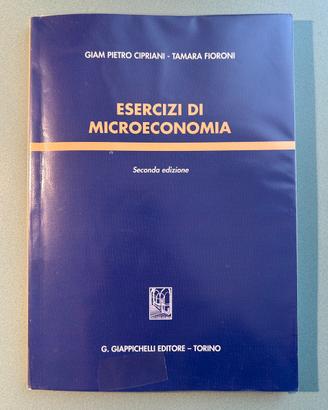 GIAM PIETRO CIPRIANI - TAMARA FIORONI
ESERCIZI DI
MICROECONOMIA
Seconda edizione
G. GIAPPICHELLI EDITORE – TORINO